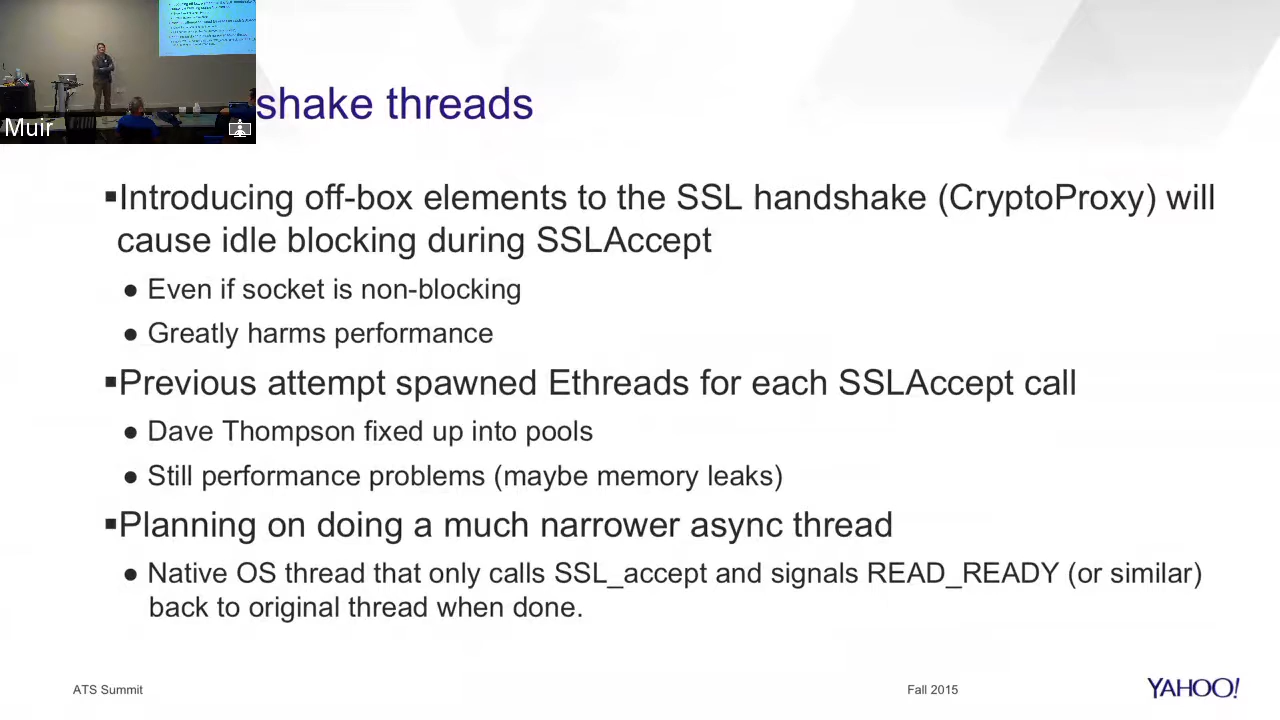 shake threads
Muir
▪Introducing off-box elements to the SSL handshake (CryptoProxy) will
cause idle blocking during SSLAccept
● Even if socket is non-blocking
● Greatly harms performance
▪Previous attempt spawned Ethreads for each SSLAccept call
● Dave Thompson fixed up into pools
● Still performance problems (maybe memory leaks)
▪Planning on doing a much narrower async thread
● Native OS thread that only calls SSL_accept and signals READ_READY (or similar)
back to original thread when done.
ATS Summit
Fall 2015
YAHOO!